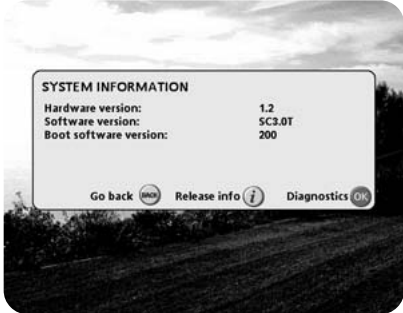 SYSTEM INFORMATION
Hardware version: 1.2
Software version: SC3.0T
Boot software version: 200
Go back BACK Release info i Diagnostics OK